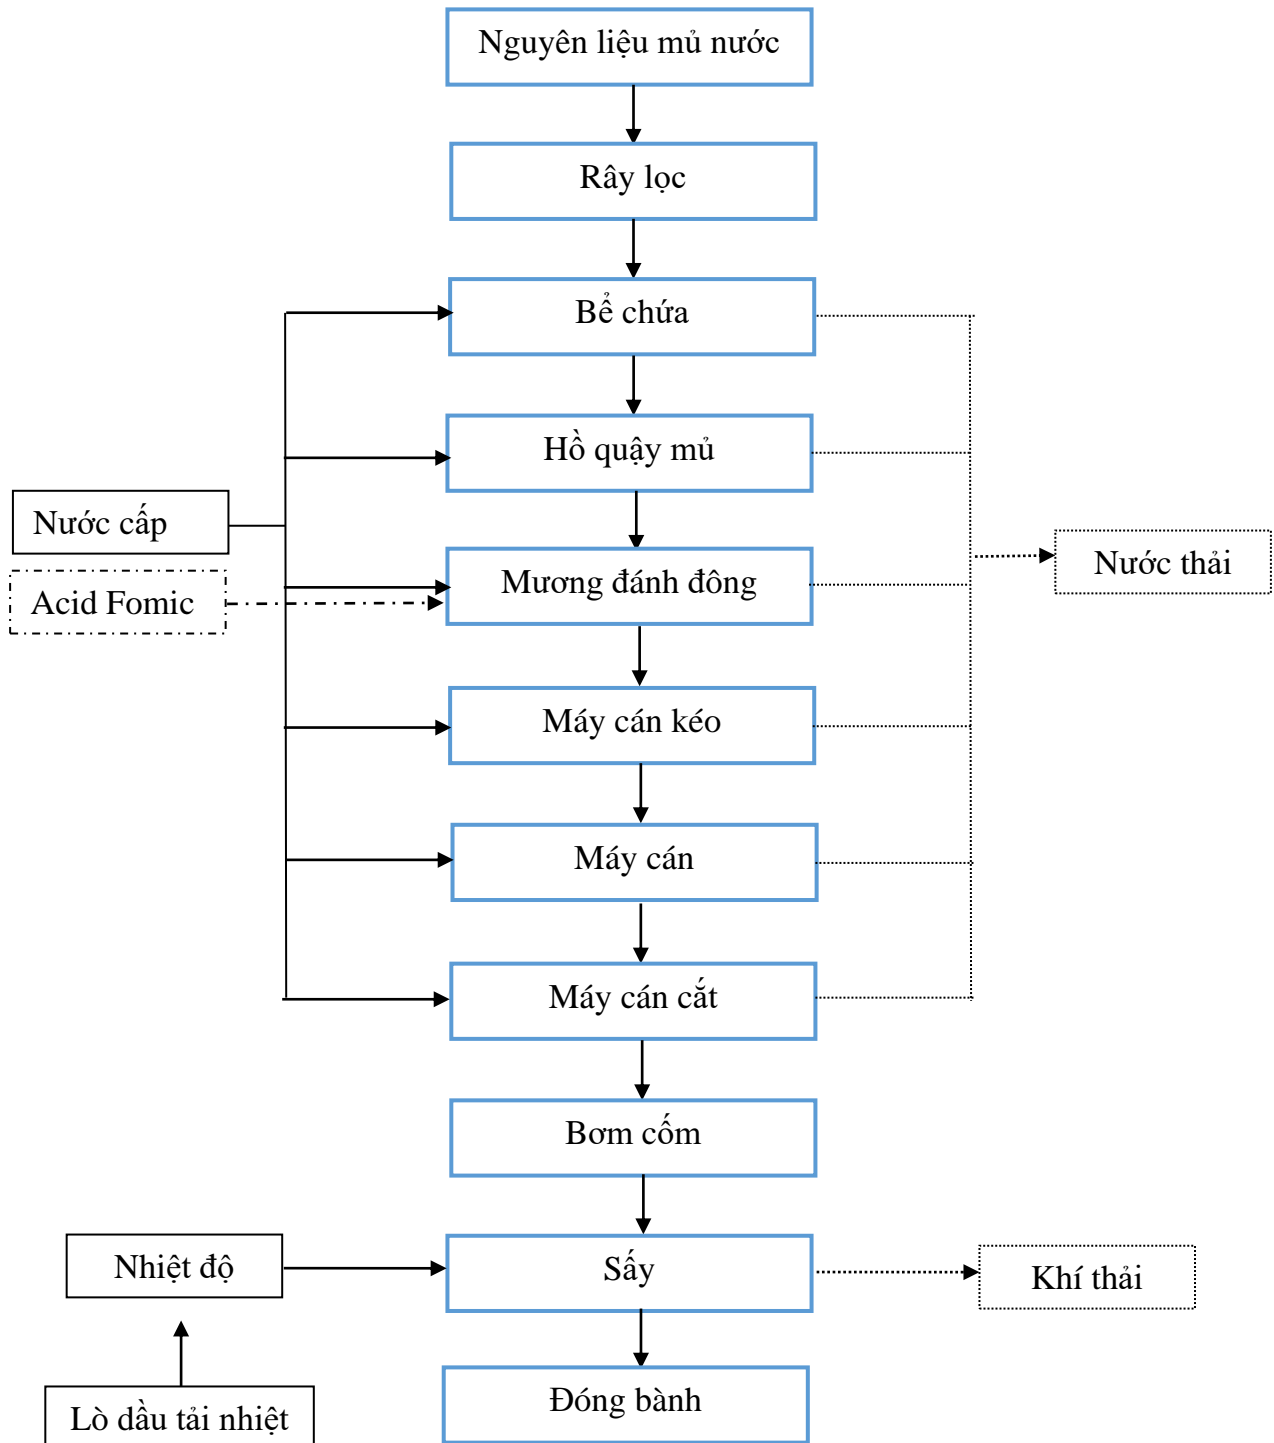 Nguyên liệu mủ nước
Rây lọc
Bể chứa
Hồ quậy mủ
Nước cấp
Mương đánh đông
Nước thải
Acid Fomic
Máy cán kéo
Máy cán
Máy cán cắt
Bơm cốm
Nhiệt độ
Sấy
Khí thải
Đóng bành
Lò dầu tải nhiệt